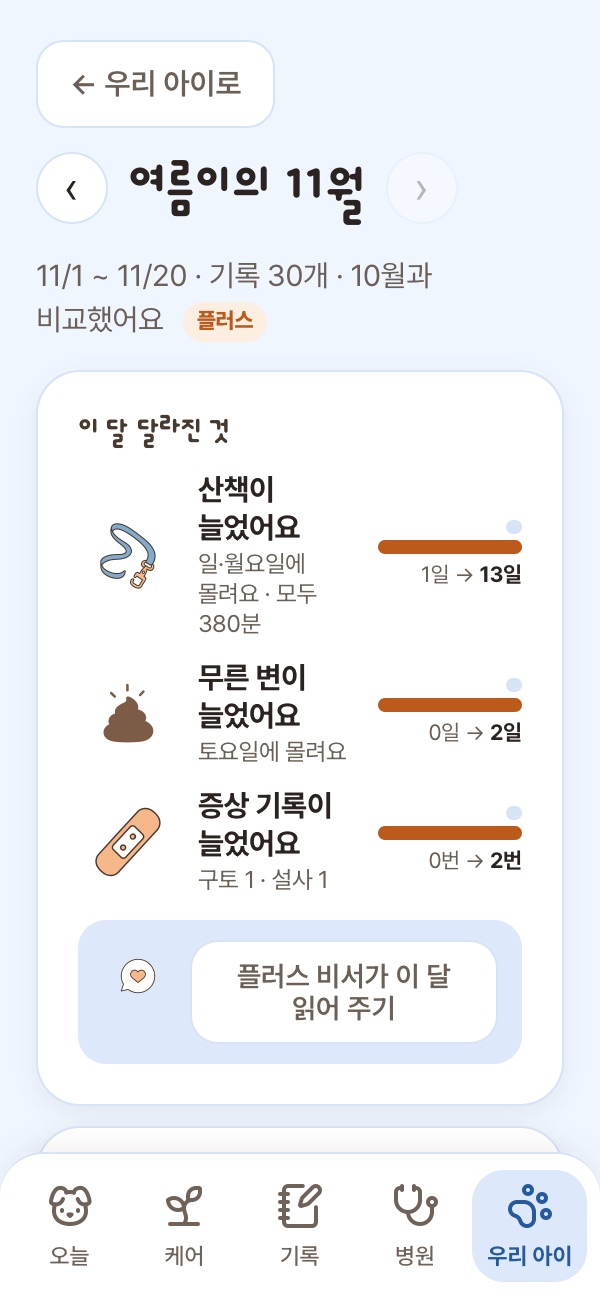 ← 우리 아이로
‹ 여름이의 11월 ›
11/1 ~ 11/20 · 기록 30개 · 10월과
비교했어요 플러스
이 달 달라진 것
산책이
늘었어요
일·월요일에
몰려요 · 모두
380분
1일 → 13일
무른 변이
늘었어요
토요일에 몰려요
0일 → 2일
증상 기록이
늘었어요
구토 1 · 설사 1
0번 → 2번
플러스 비서가 이 달
읽어 주기
오늘 케어 기록 병원 우리 아이